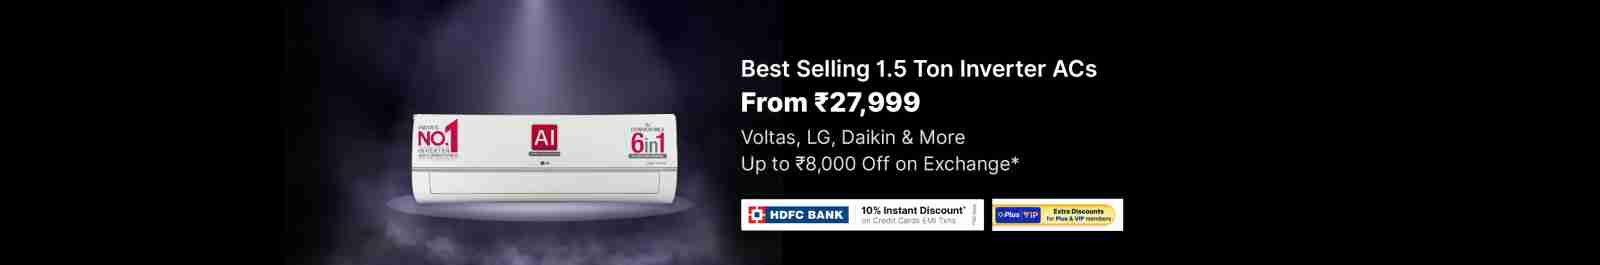 Best Selling 1.5 Ton Inverter ACs
From ₹27,999
Voltas, LG, Daikin & More
Up to ₹8,000 Off on Exchange*
NO.1
INVERTER
AI
6in1
LG
HDFC BANK
10% Instant Discount*
on Credit Cards EMI Txns
Plus VIP
Extra Discounts
for Plus & VIP members